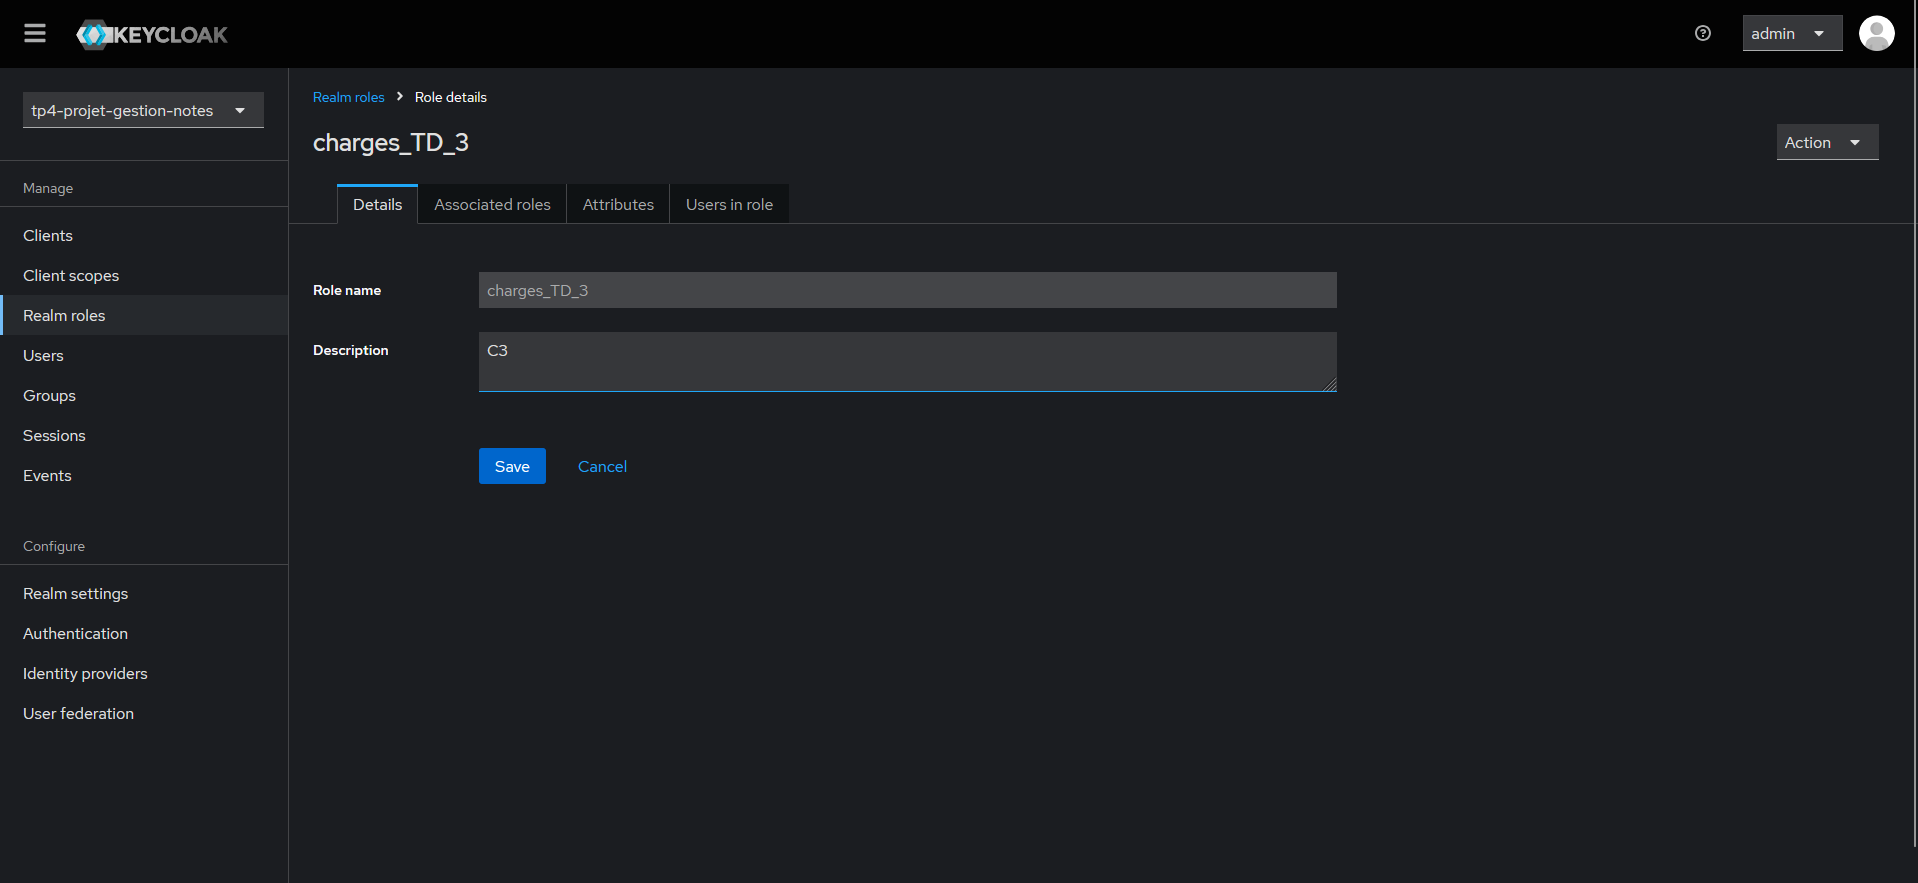 KEYCLOAK
admin
tp4-projet-gestion-notes
Manage
Clients
Client scopes
Realm roles
Users
Groups
Sessions
Events
Configure
Realm settings
Authentication
Identity providers
User federation
Realm roles > Role details
charges_TD_3
Action
Details Associated roles Attributes Users in role
Role name charges_TD_3
Description C3
Save Cancel